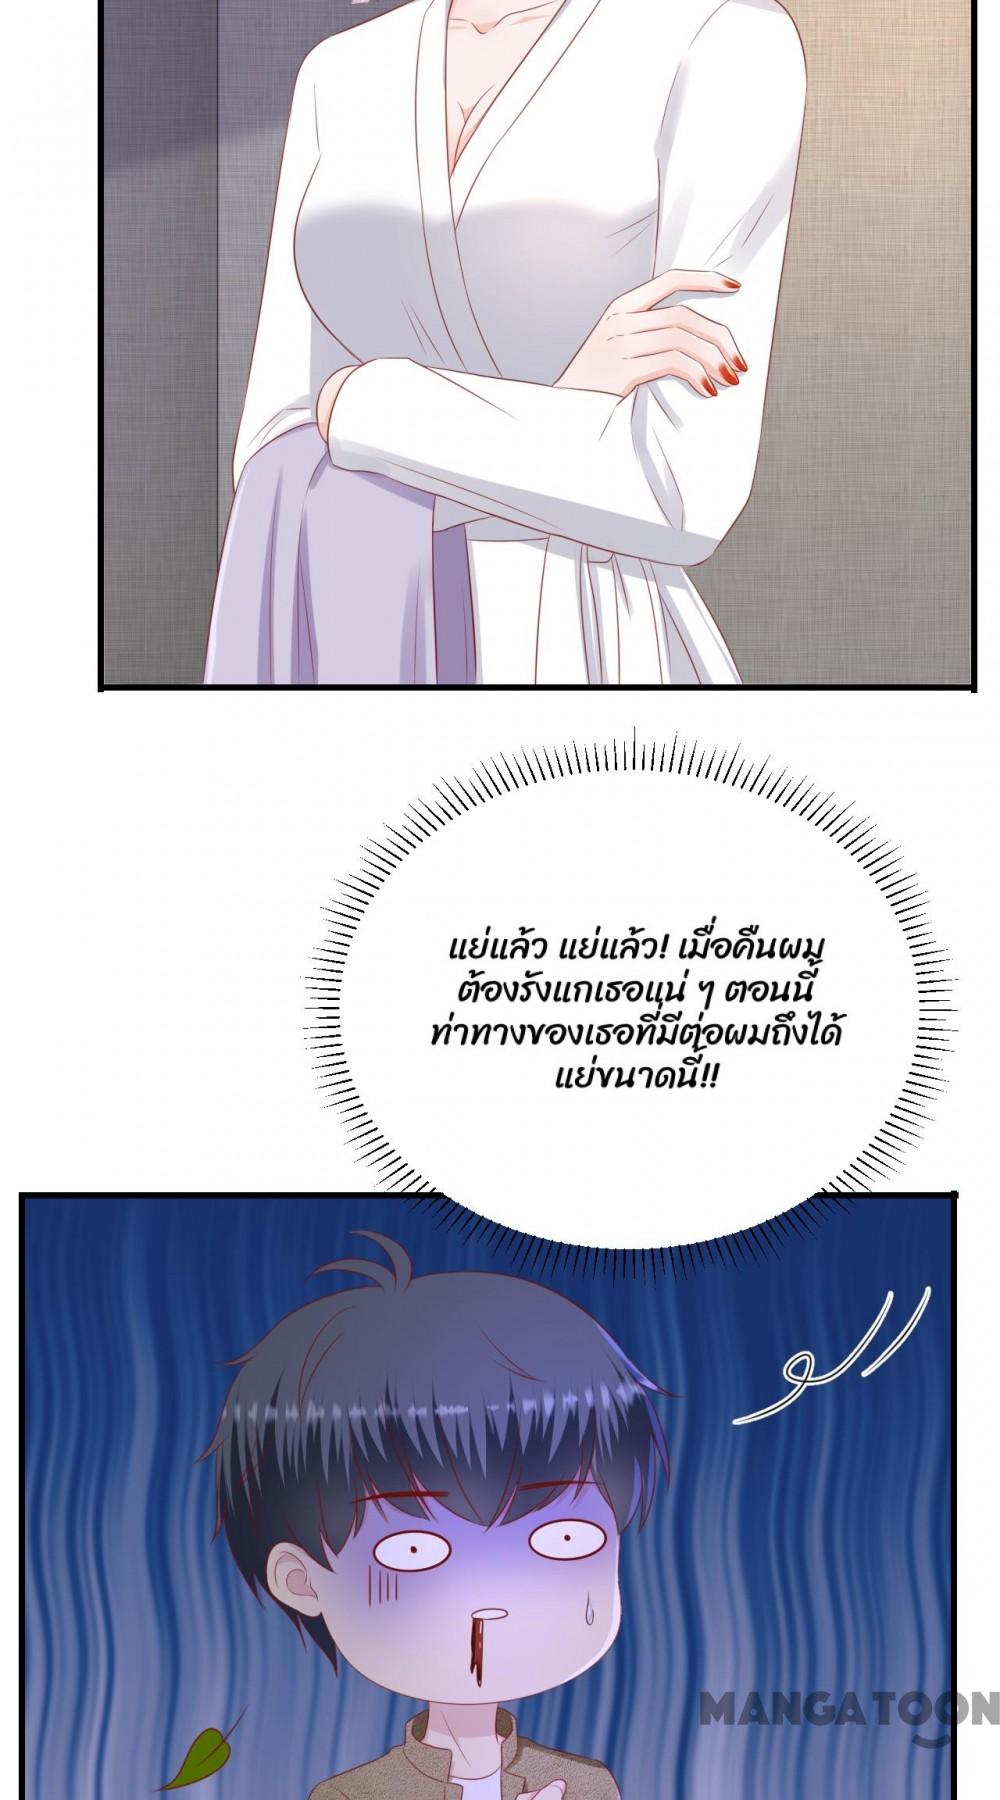 แย่แล้ว แย่แล้ว! เมื่อคืนผม
ต้องรังแกเธอแน่ ๆ ตอนนี้
ท่าทางของเธอที่มีต่อผมถึงได้
แย่ขนาดนี้!!
MANGATOON